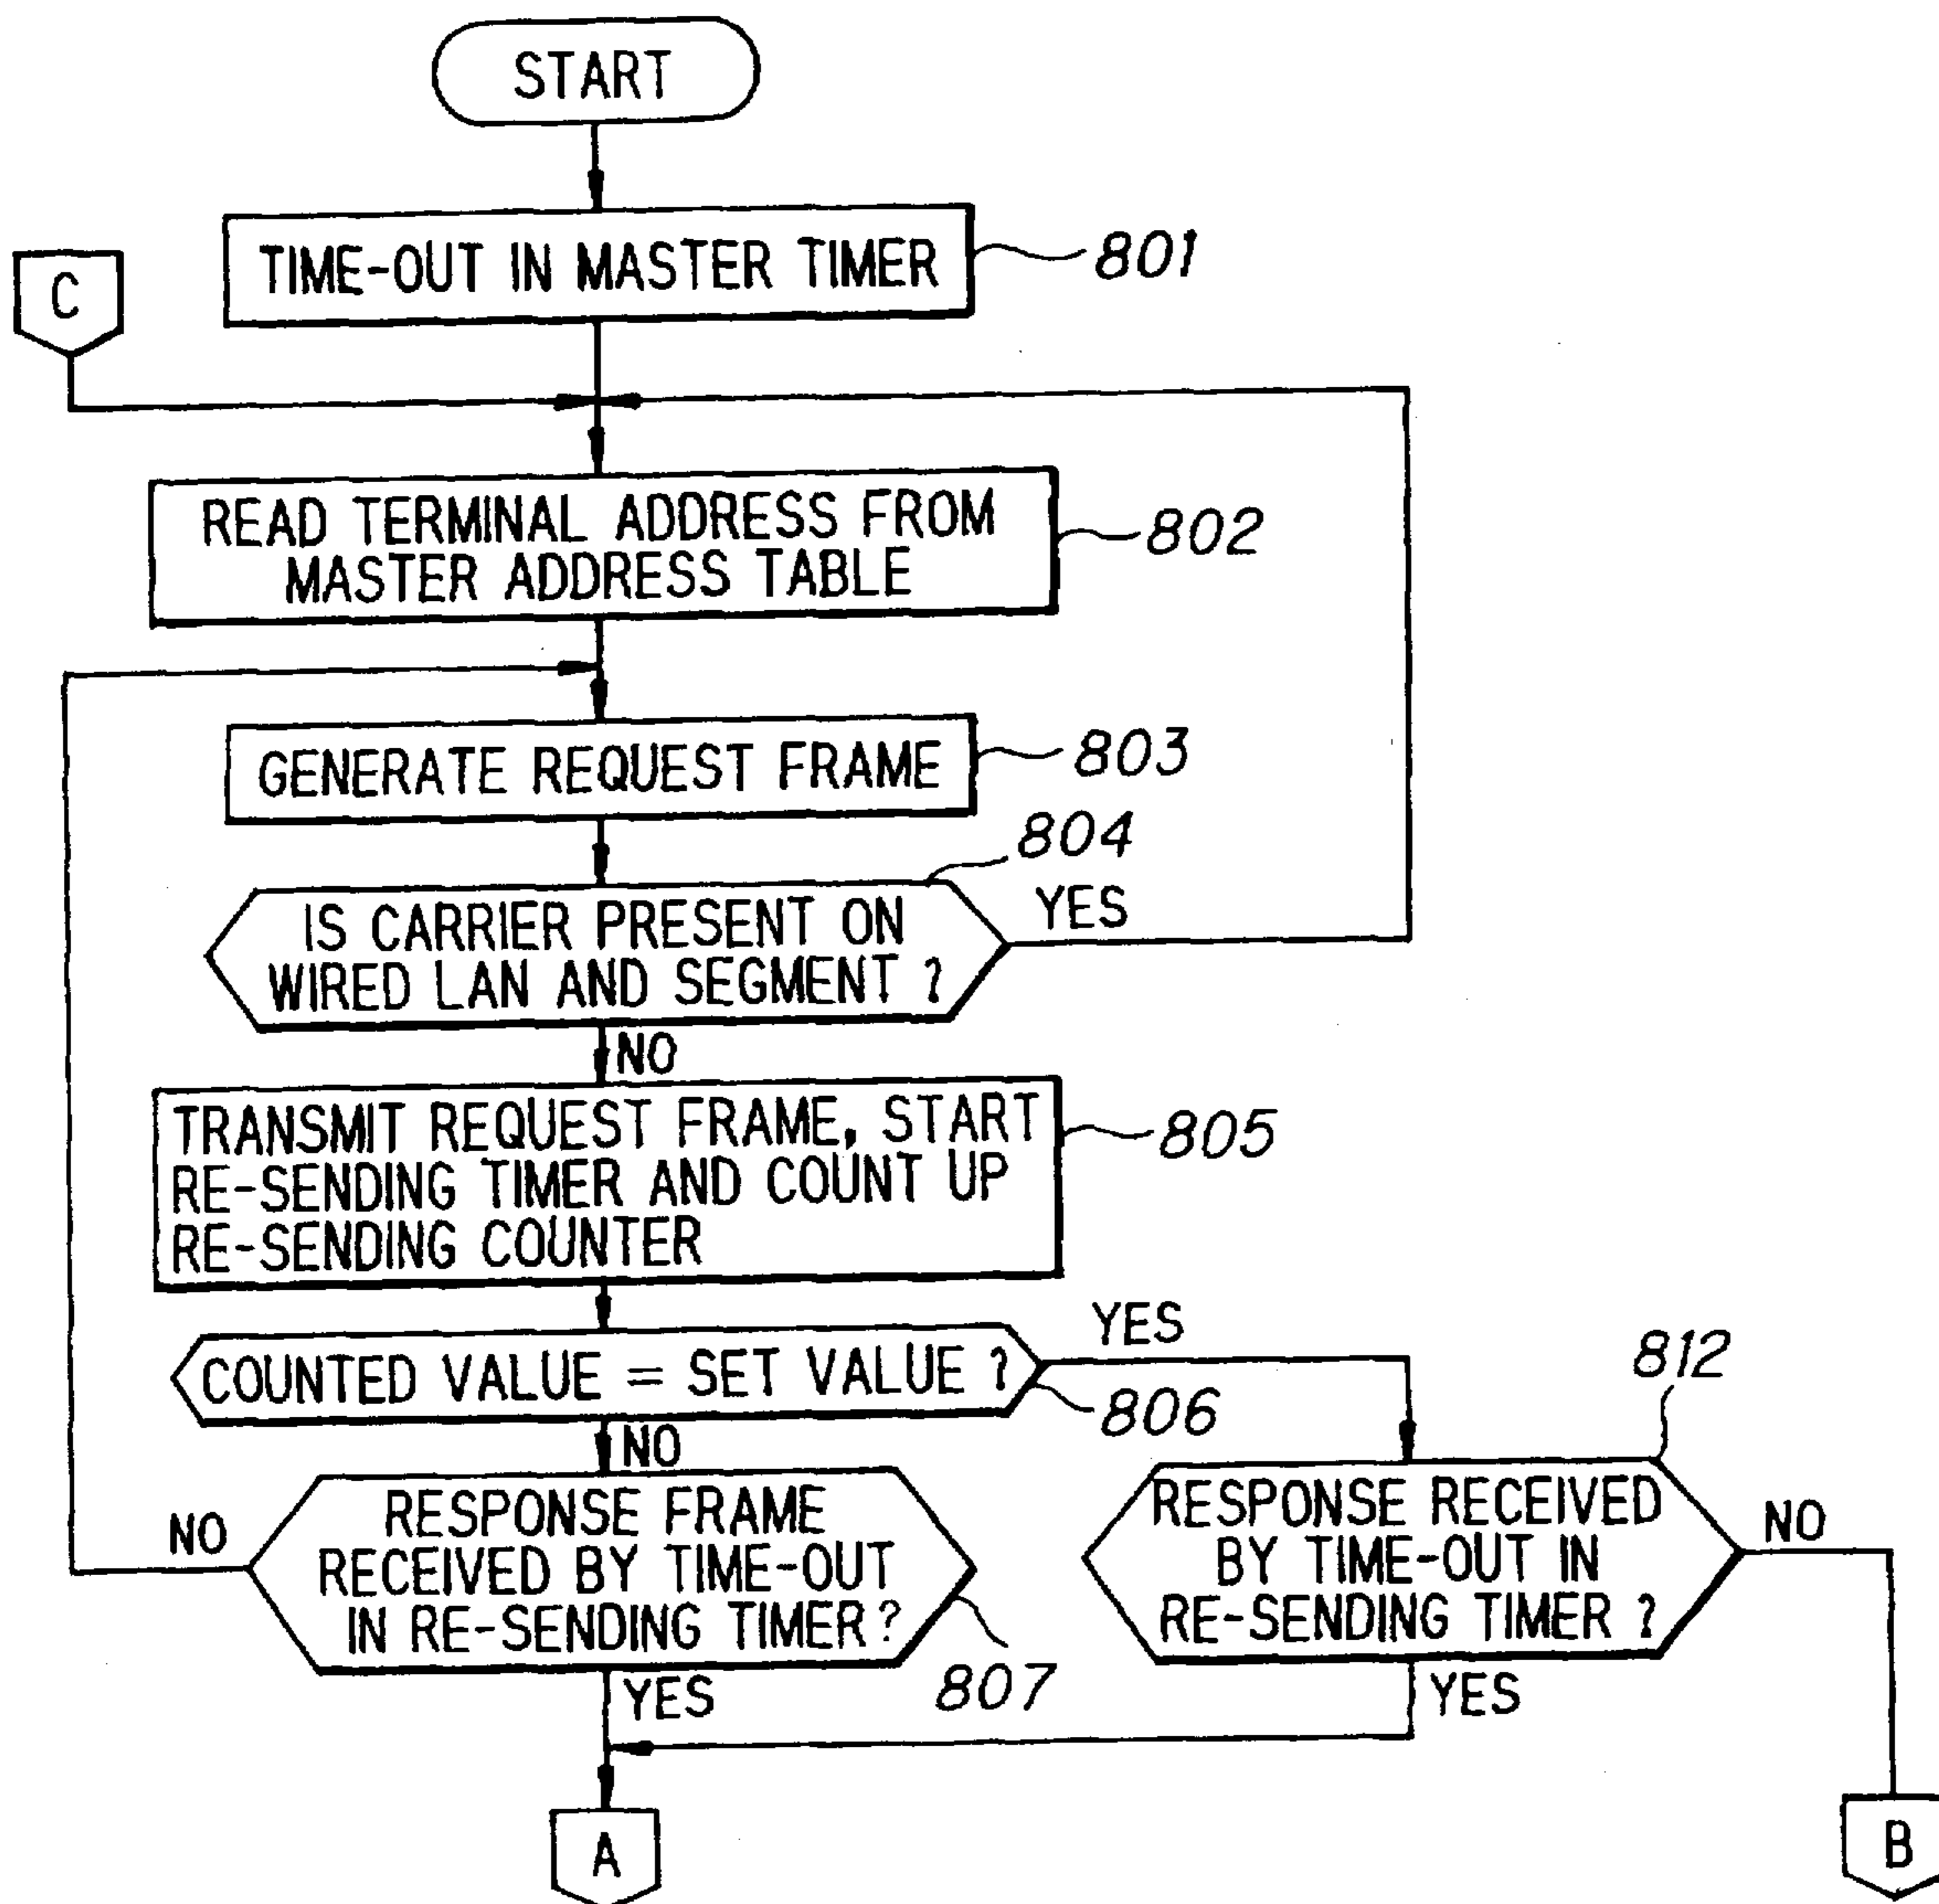 START
TIME-OUT IN MASTER TIMER
801
C
READ TERMINAL ADDRESS FROM
MASTER ADDRESS TABLE
802
GENERATE REQUEST FRAME
803
804
IS CARRIER PRESENT ON
WIRED LAN AND SEGMENT ?
YES
NO
TRANSMIT REQUEST FRAME, START
RE-SENDING TIMER AND COUNT UP
RE-SENDING COUNTER
805
COUNTED VALUE = SET VALUE ?
YES
806
812
NO
RESPONSE FRAME
RECEIVED BY TIME-OUT
IN RE-SENDING TIMER?
NO
807
YES
RESPONSE RECEIVED
BY TIME-OUT IN
RE-SENDING TIMER ?
NO
YES
A
B